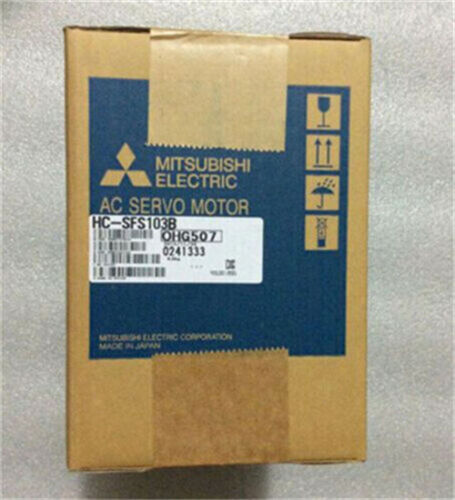 MITSUBISHI
ELECTRIC
AC SERVO MOTOR
HC-SFS103B
OHG507
0241333
MITSUBISHI ELECTRIC CORPORATION
MADE IN JAPAN